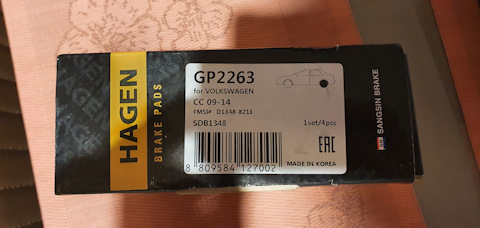 HAGEN
BRAKE PADS
GP2263
for VOLKSWAGEN
CC 09-14
FMSI# D1348-8213
SDB1348
1set/4pcs
8 809584 127002
EAC
MADE IN KOREA
SANGSIN BRAKE